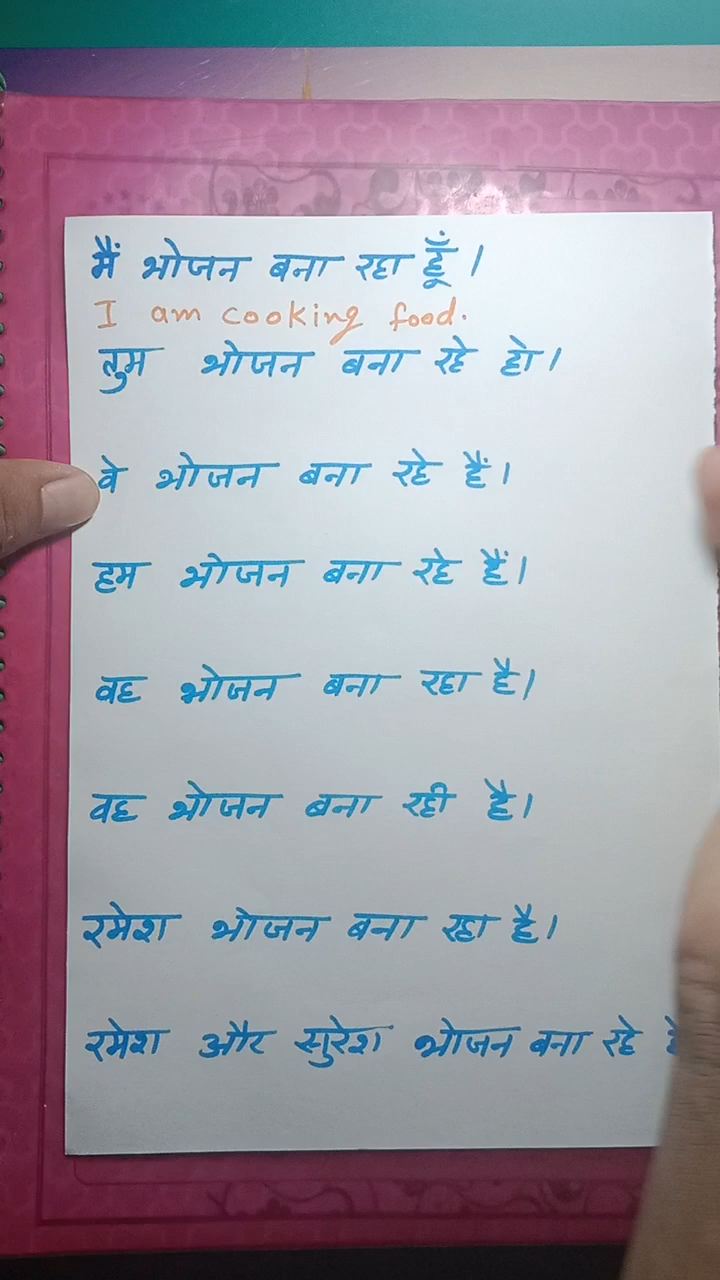 मैं भोजन बना रहा हूँ।
I am cooking food.
तुम भोजन बना रहे हो।
वे भोजन बना रहे हैं।
हम भोजन बना रहे हैं।
वह भोजन बना रहा है।
वह भोजन बना रही है।
रमेश भोजन बना रहा है।
रमेश और सुरेश भोजन बना रहे